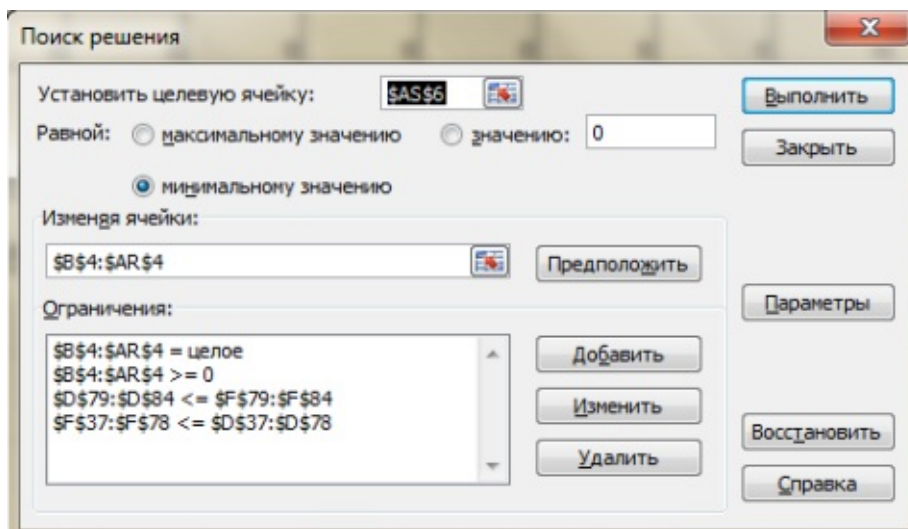 Поиск решения
Установить целевую ячейку: $AS$6 Выполнить
Равной: максимальному значению значению: 0 Закрыть
минимальному значению
Изменяя ячейки:
$B$4:$AR$4 Предположить
Параметры
Ограничения:
$B$4:$AR$4 = целое Добавить
$B$4:$AR$4 >= 0
$D$79:$D$84 <= $F$79:$F$84 Изменить
$F$37:$F$78 <= $D$37:$D$78
Восстановить
Удалить
Справка